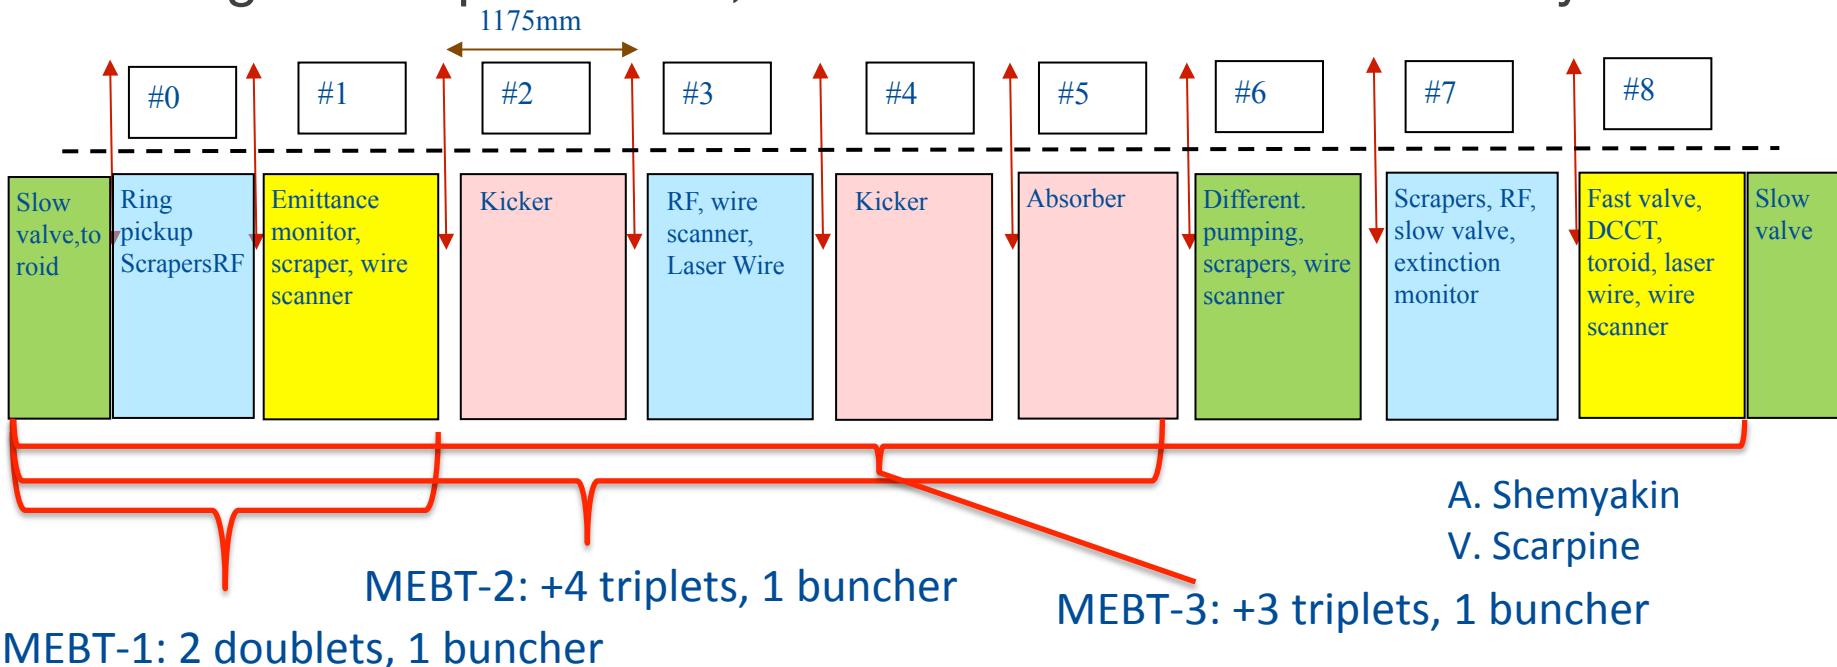 1175mm
#0
#1
#2
#3
#4
#5
#6
#7
#8
Slow
valve,to
roid
Ring
pickup
ScrapersRF
Emittance
monitor,
scraper, wire
scanner
Kicker
RF, wire
scanner,
Laser Wire
Kicker
Absorber
Different.
pumping,
scrapers, wire
scanner
Scrapers, RF,
slow valve,
extinction
monitor
Fast valve,
DCCT,
toroid, laser
wire, wire
scanner
Slow
valve
A. Shemyakin
V. Scarpine
MEBT-2: +4 triplets, 1 buncher
MEBT-3: +3 triplets, 1 buncher
MEBT-1: 2 doublets, 1 buncher